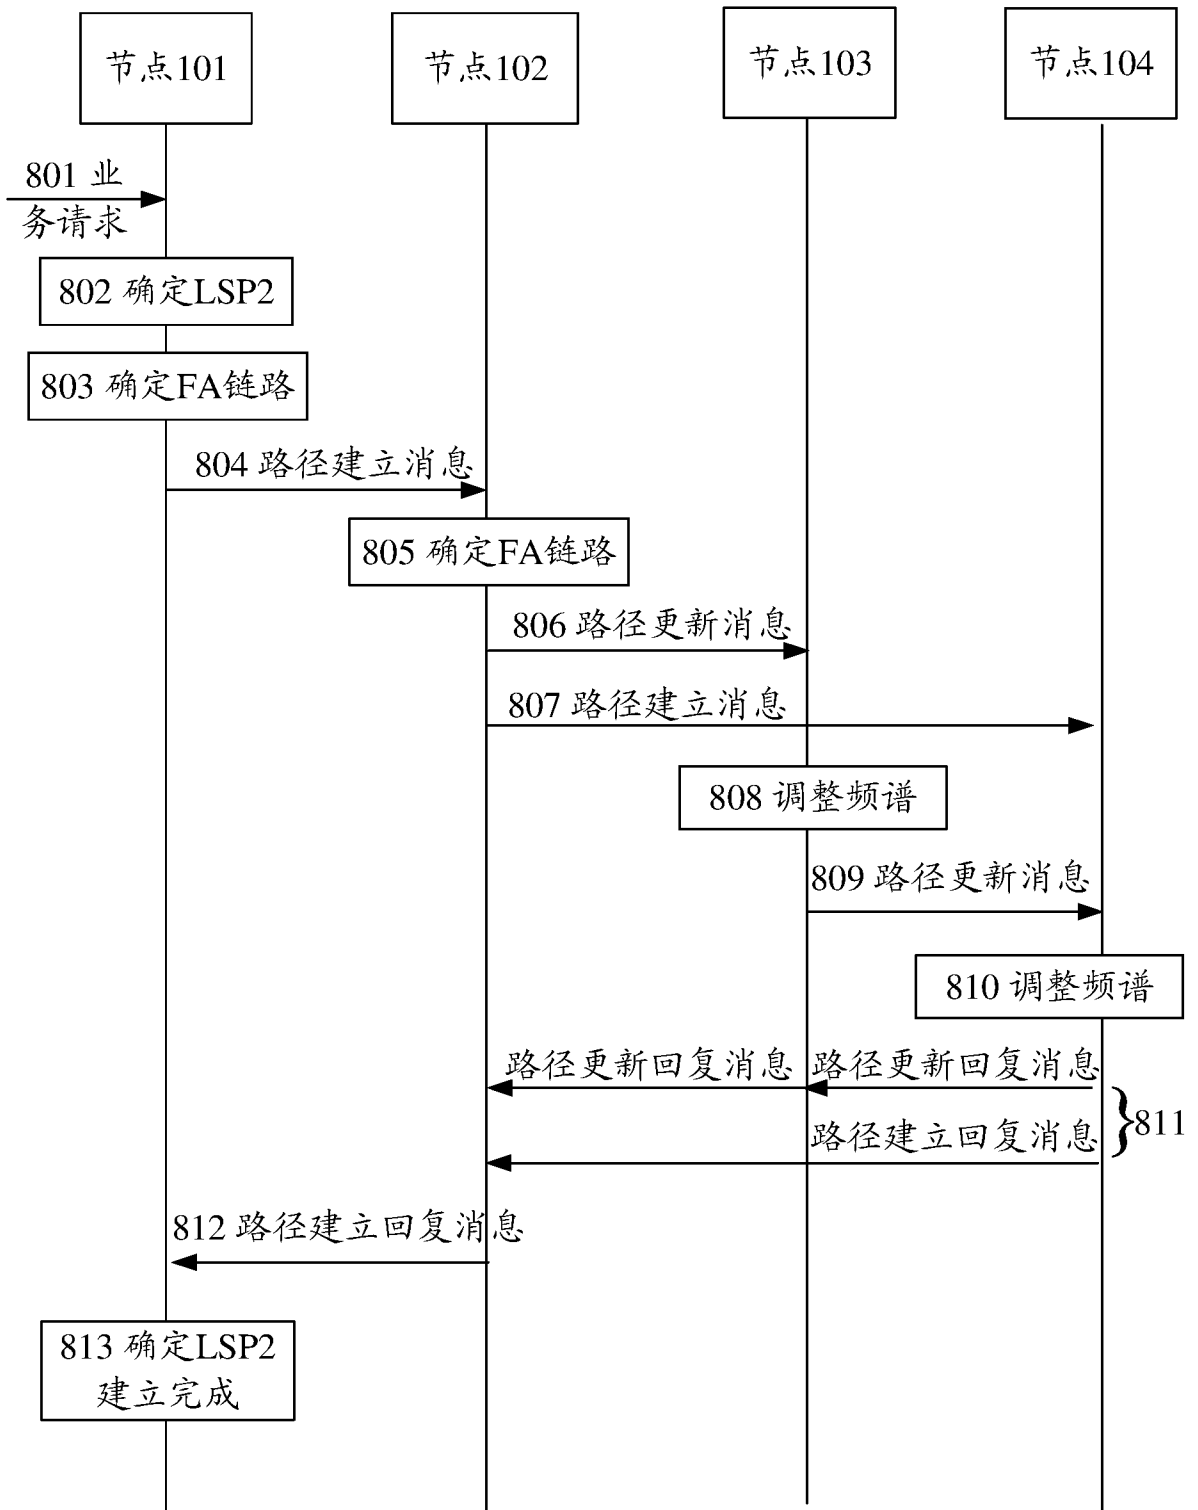 节点101
节点102
节点103
节点104
801 业
务请求
802 确定LSP2
803 确定FA链路
804 路径建立消息
805 确定FA链路
806 路径更新消息
807 路径建立消息
808 调整频谱
809 路径更新消息
810 调整频谱
路径更新回复消息
路径更新回复消息
811
路径建立回复消息
812 路径建立回复消息
813 确定LSP2
建立完成